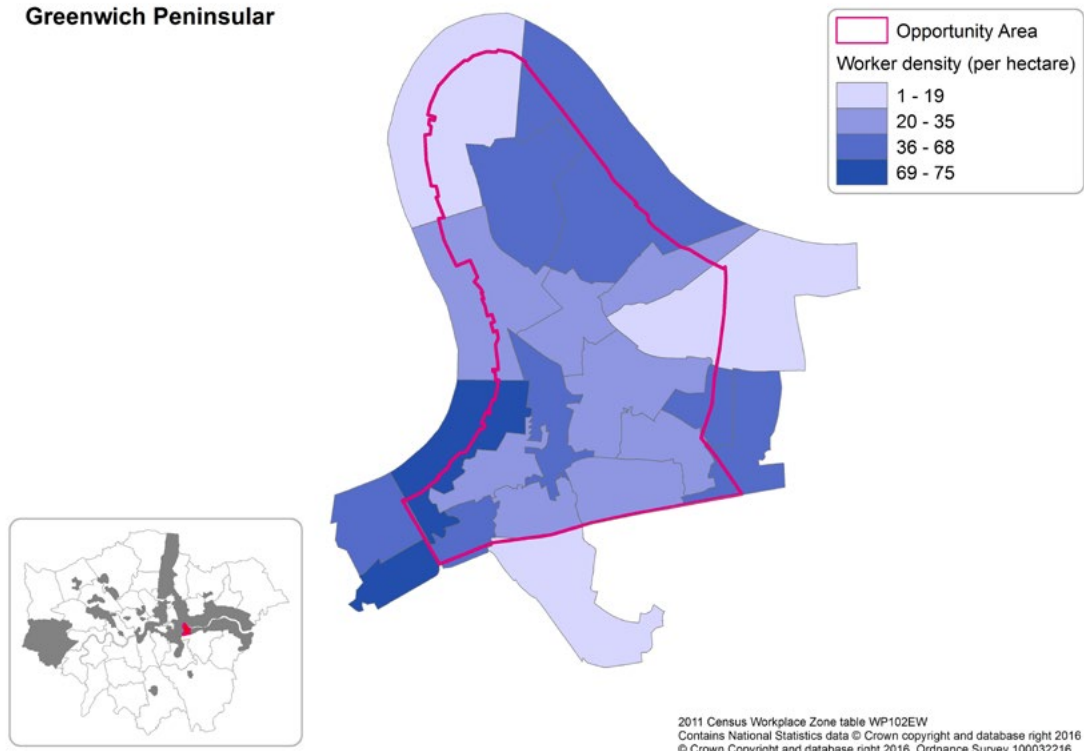 Greenwich Peninsular
Opportunity Area
Worker density (per hectare)
1 - 19
20 - 35
36 - 68
69 - 75
2011 Census Workplace Zone table WP102EW
Contains National Statistics data © Crown copyright and database right 2016
© Crown Copyright and database right 2016. Ordnance Survey 100032216